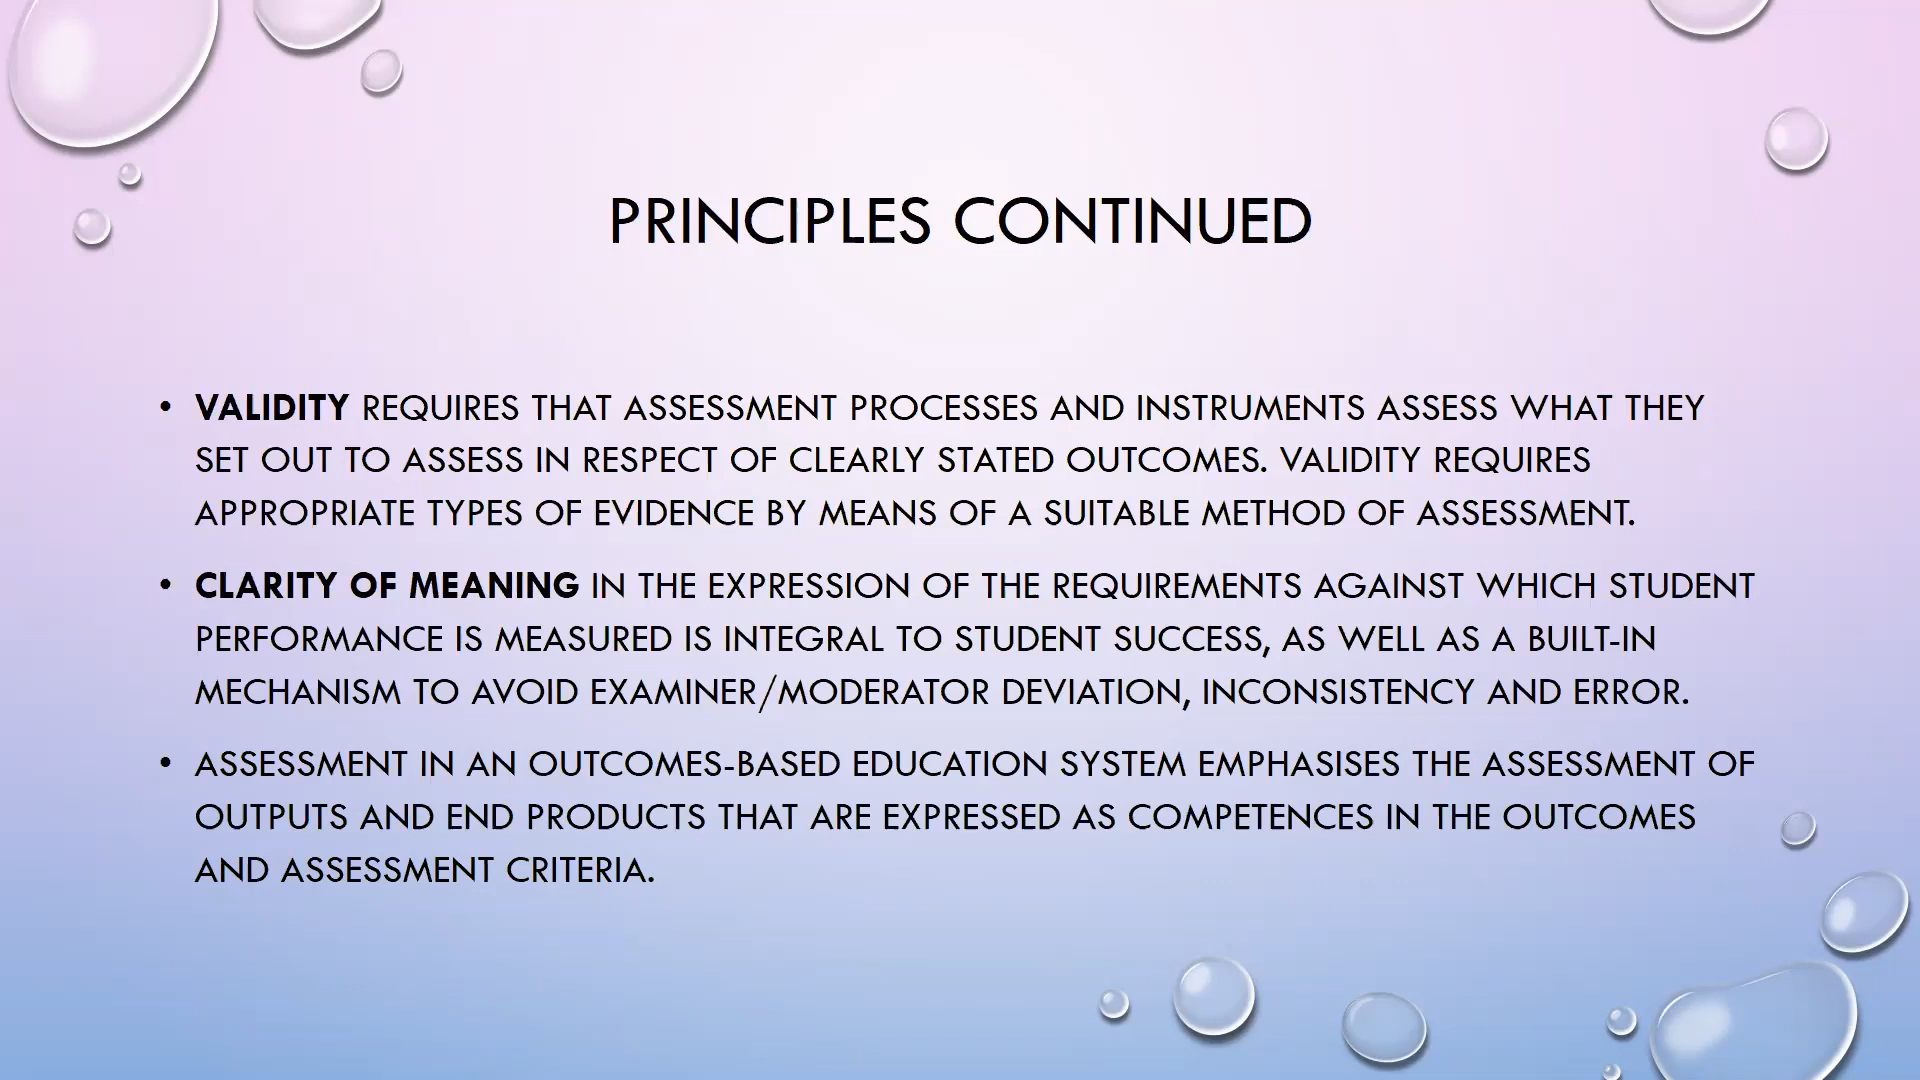 PRINCIPLES CONTINUED
• VALIDITY REQUIRES THAT ASSESSMENT PROCESSES AND INSTRUMENTS ASSESS WHAT THEY
SET OUT TO ASSESS IN RESPECT OF CLEARLY STATED OUTCOMES. VALIDITY REQUIRES
APPROPRIATE TYPES OF EVIDENCE BY MEANS OF A SUITABLE METHOD OF ASSESSMENT.
• CLARITY OF MEANING IN THE EXPRESSION OF THE REQUIREMENTS AGAINST WHICH STUDENT
PERFORMANCE IS MEASURED IS INTEGRAL TO STUDENT SUCCESS, AS WELL AS A BUILT-IN
MECHANISM TO AVOID EXAMINER/MODERATOR DEVIATION, INCONSISTENCY AND ERROR.
• ASSESSMENT IN AN OUTCOMES-BASED EDUCATION SYSTEM EMPHASISES THE ASSESSMENT OF
OUTPUTS AND END PRODUCTS THAT ARE EXPRESSED AS COMPETENCES IN THE OUTCOMES
AND ASSESSMENT CRITERIA.